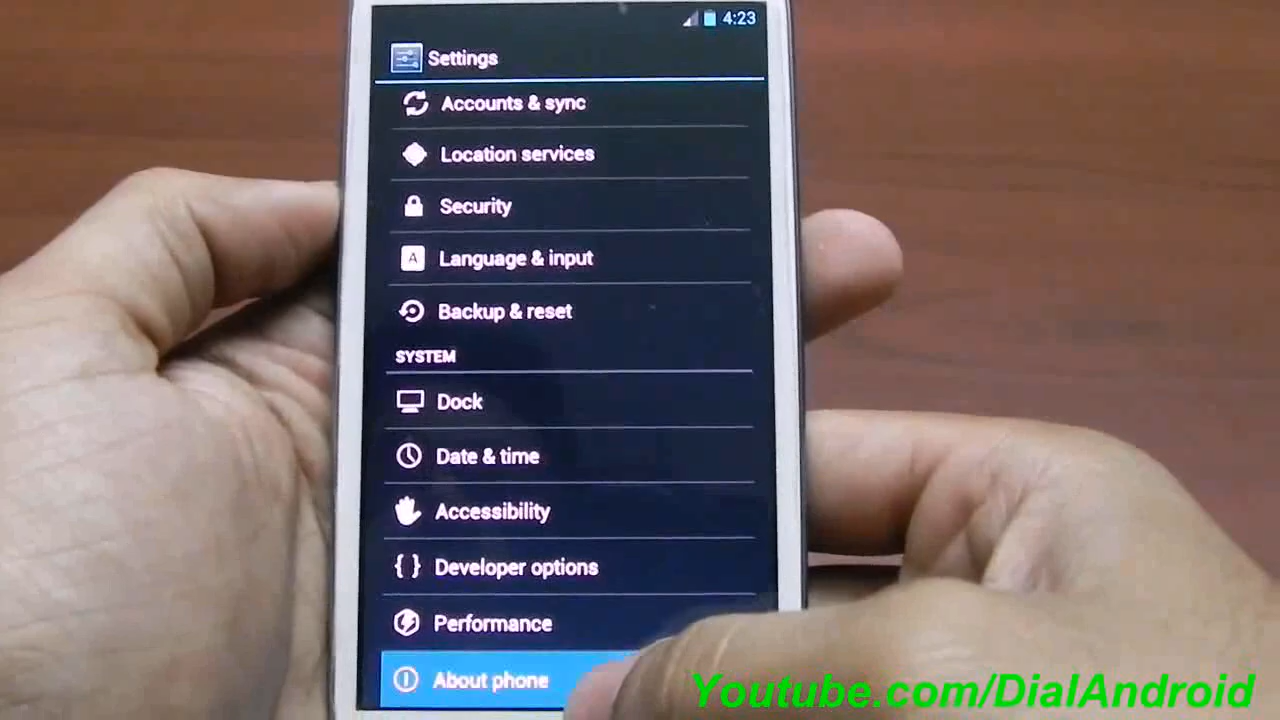 4:23
Settings
Accounts & sync
Location services
Security
A Language & input
Backup & reset
SYSTEM
Dock
Date & time
Accessibility
{ } Developer options
Performance
About phone
Youtube.com/DialAndroid